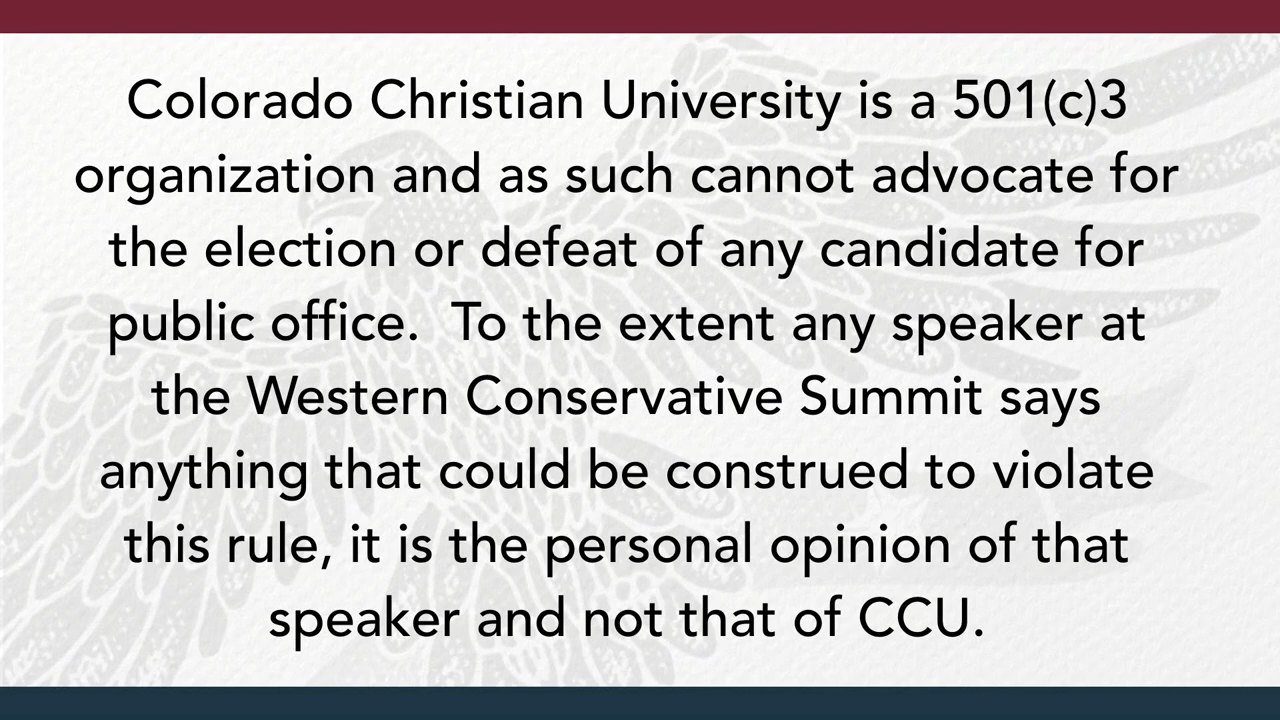 Colorado Christian University is a 501(c)3
organization and as such cannot advocate for
the election or defeat of any candidate for
public office.  To the extent any speaker at
the Western Conservative Summit says
anything that could be construed to violate
this rule, it is the personal opinion of that
speaker and not that of CCU.